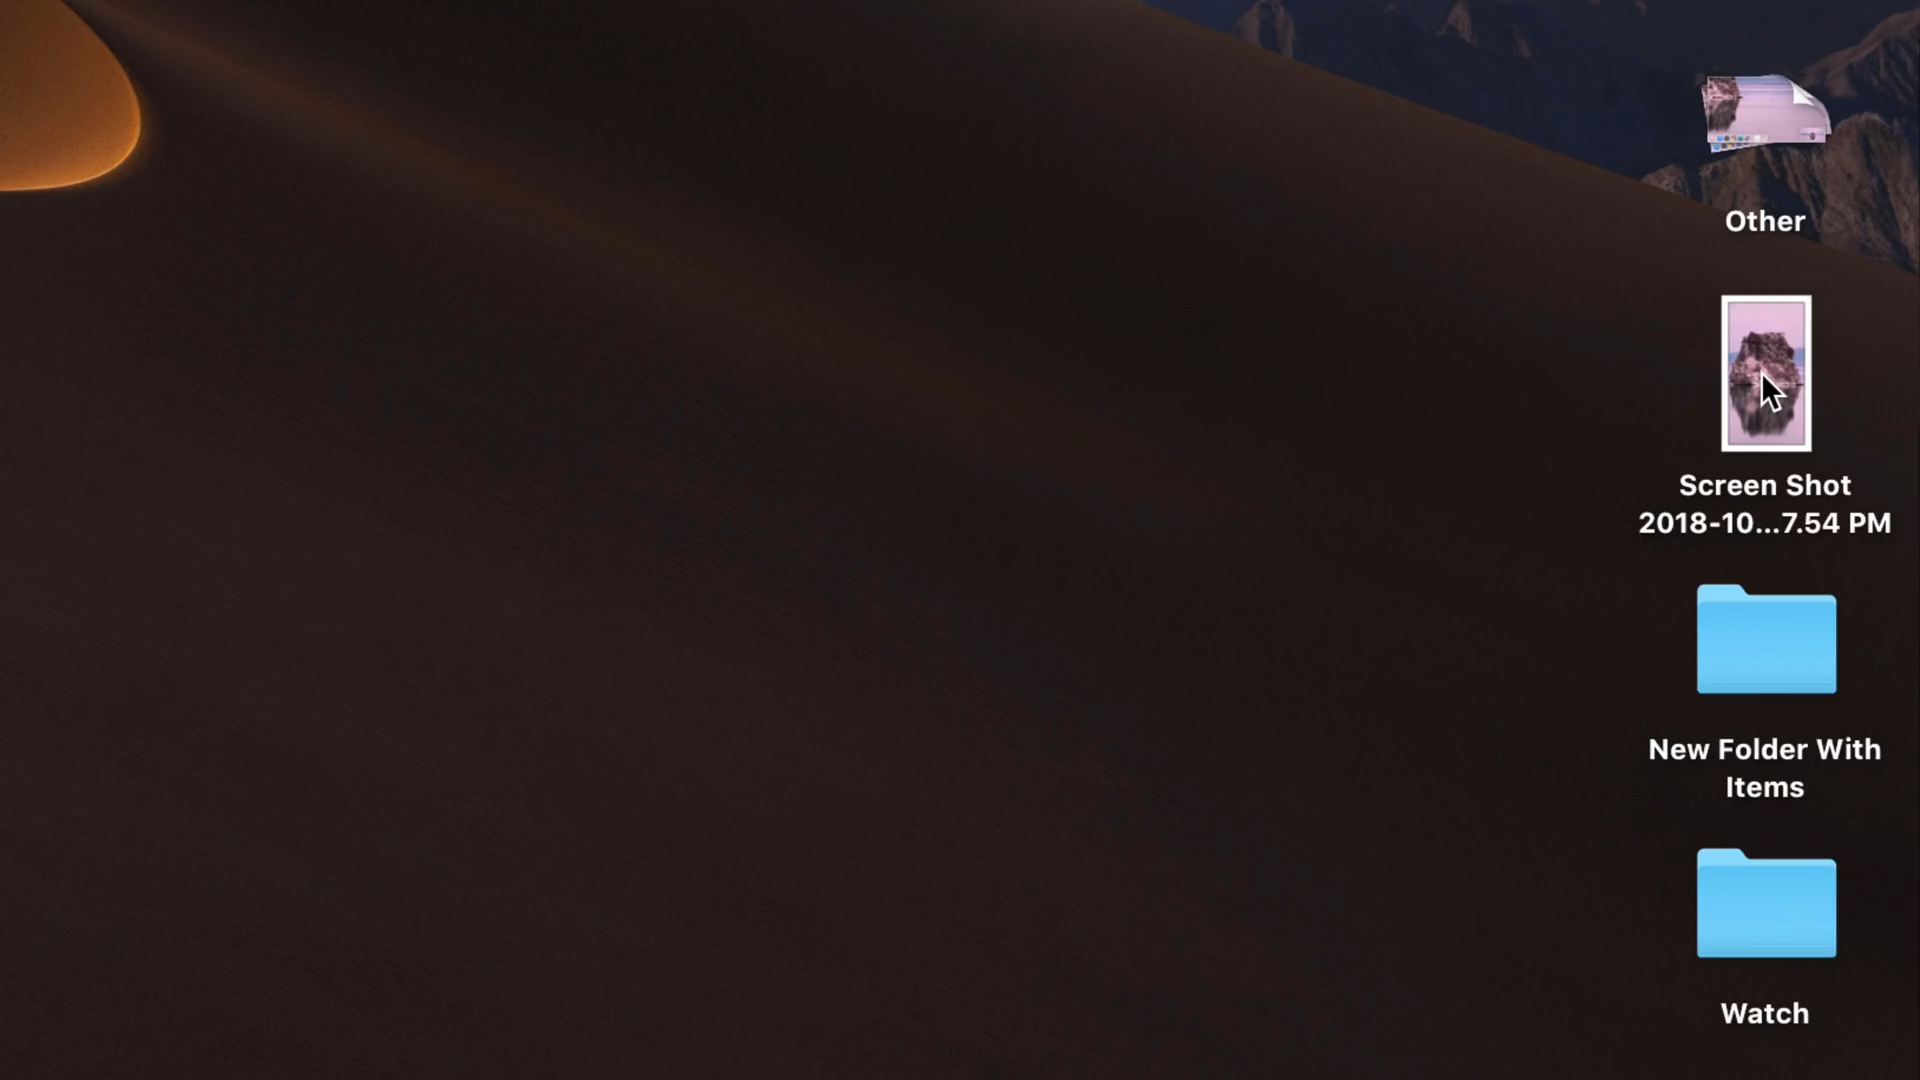 Other
Screen Shot
2018-10...7.54 PM
New Folder With
Items
Watch